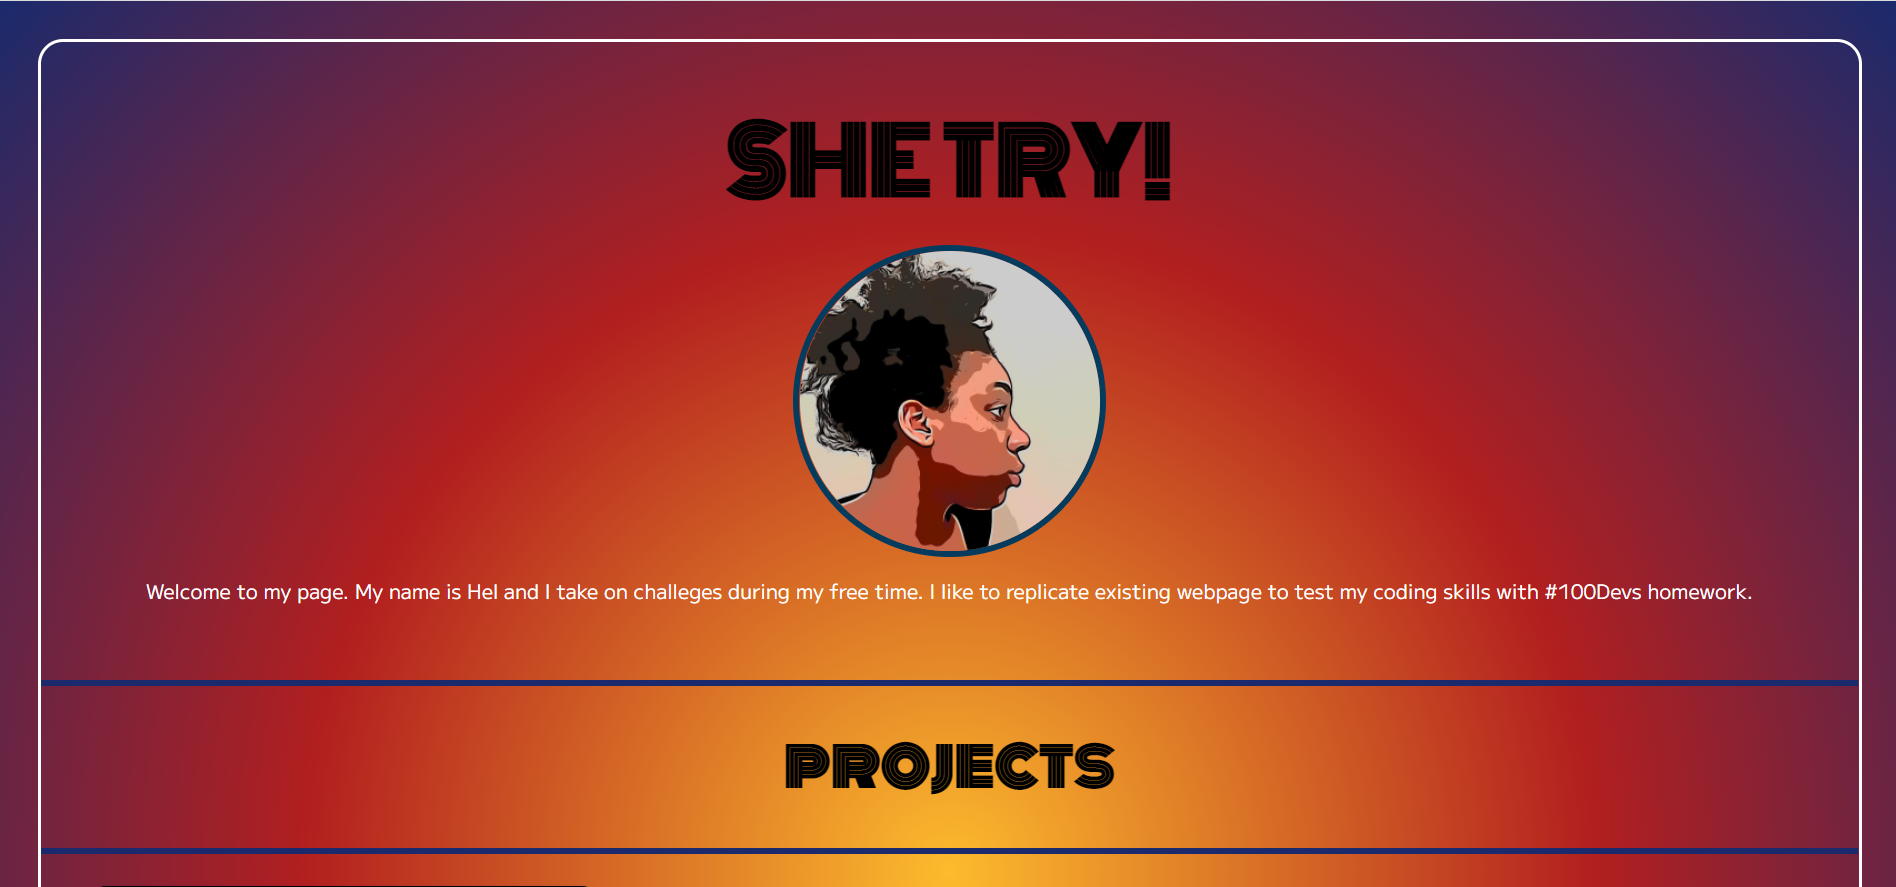 SHE TRY!
Welcome to my page. My name is Hel and I take on challeges during my free time. I like to replicate existing webpage to test my coding skills with #100Devs homework.
PROJECTS